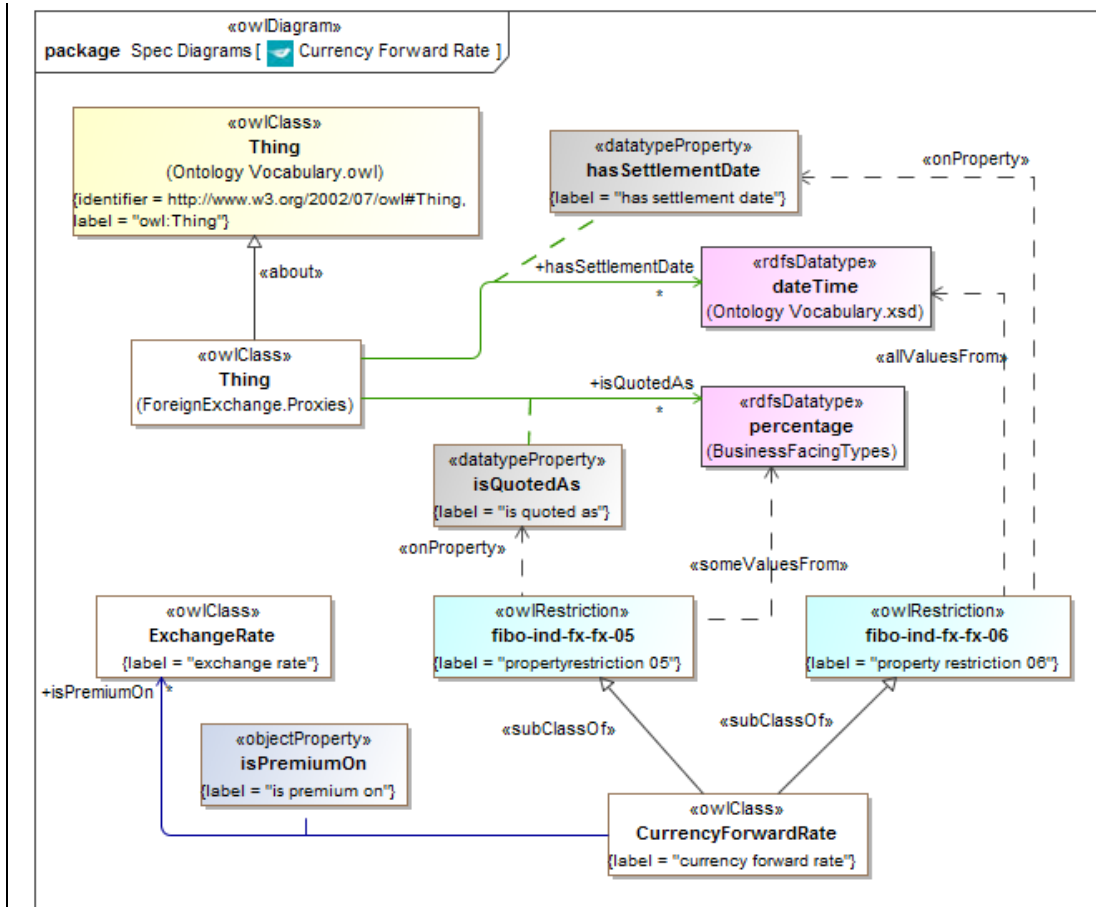 «owlDiagram»
package Spec Diagrams [ Currency Forward Rate ]
«owlClass»
Thing
(Ontology Vocabulary.owl)
{identifier = http://www.w3.org/2002/07/owl#Thing,
label = "owl:Thing"}
«datatypeProperty»
hasSettlementDate
{label = "has settlement date"}
«onProperty»
«about»
+hasSettlementDate
*
«rdfsDatatype»
dateTime
(Ontology Vocabulary.xsd)
«owlClass»
Thing
(ForeignExchange.Proxies)
«allValuesFrom»
+isQuotedAs
*
«rdfsDatatype»
percentage
(BusinessFacingTypes)
«datatypeProperty»
isQuotedAs
{label = "is quoted as"}
«onProperty»
«someValuesFrom»
«owlClass»
ExchangeRate
{label = "exchange rate"}
«owlRestriction»
fibo-ind-fx-fx-05
{label = "propertyrestriction 05"}
«owlRestriction»
fibo-ind-fx-fx-06
{label = "property restriction 06"}
+isPremiumOn *
«subClassOf»
«subClassOf»
«objectProperty»
isPremiumOn
{label = "is premium on"}
«owlClass»
CurrencyForwardRate
{label = "currency forward rate"}